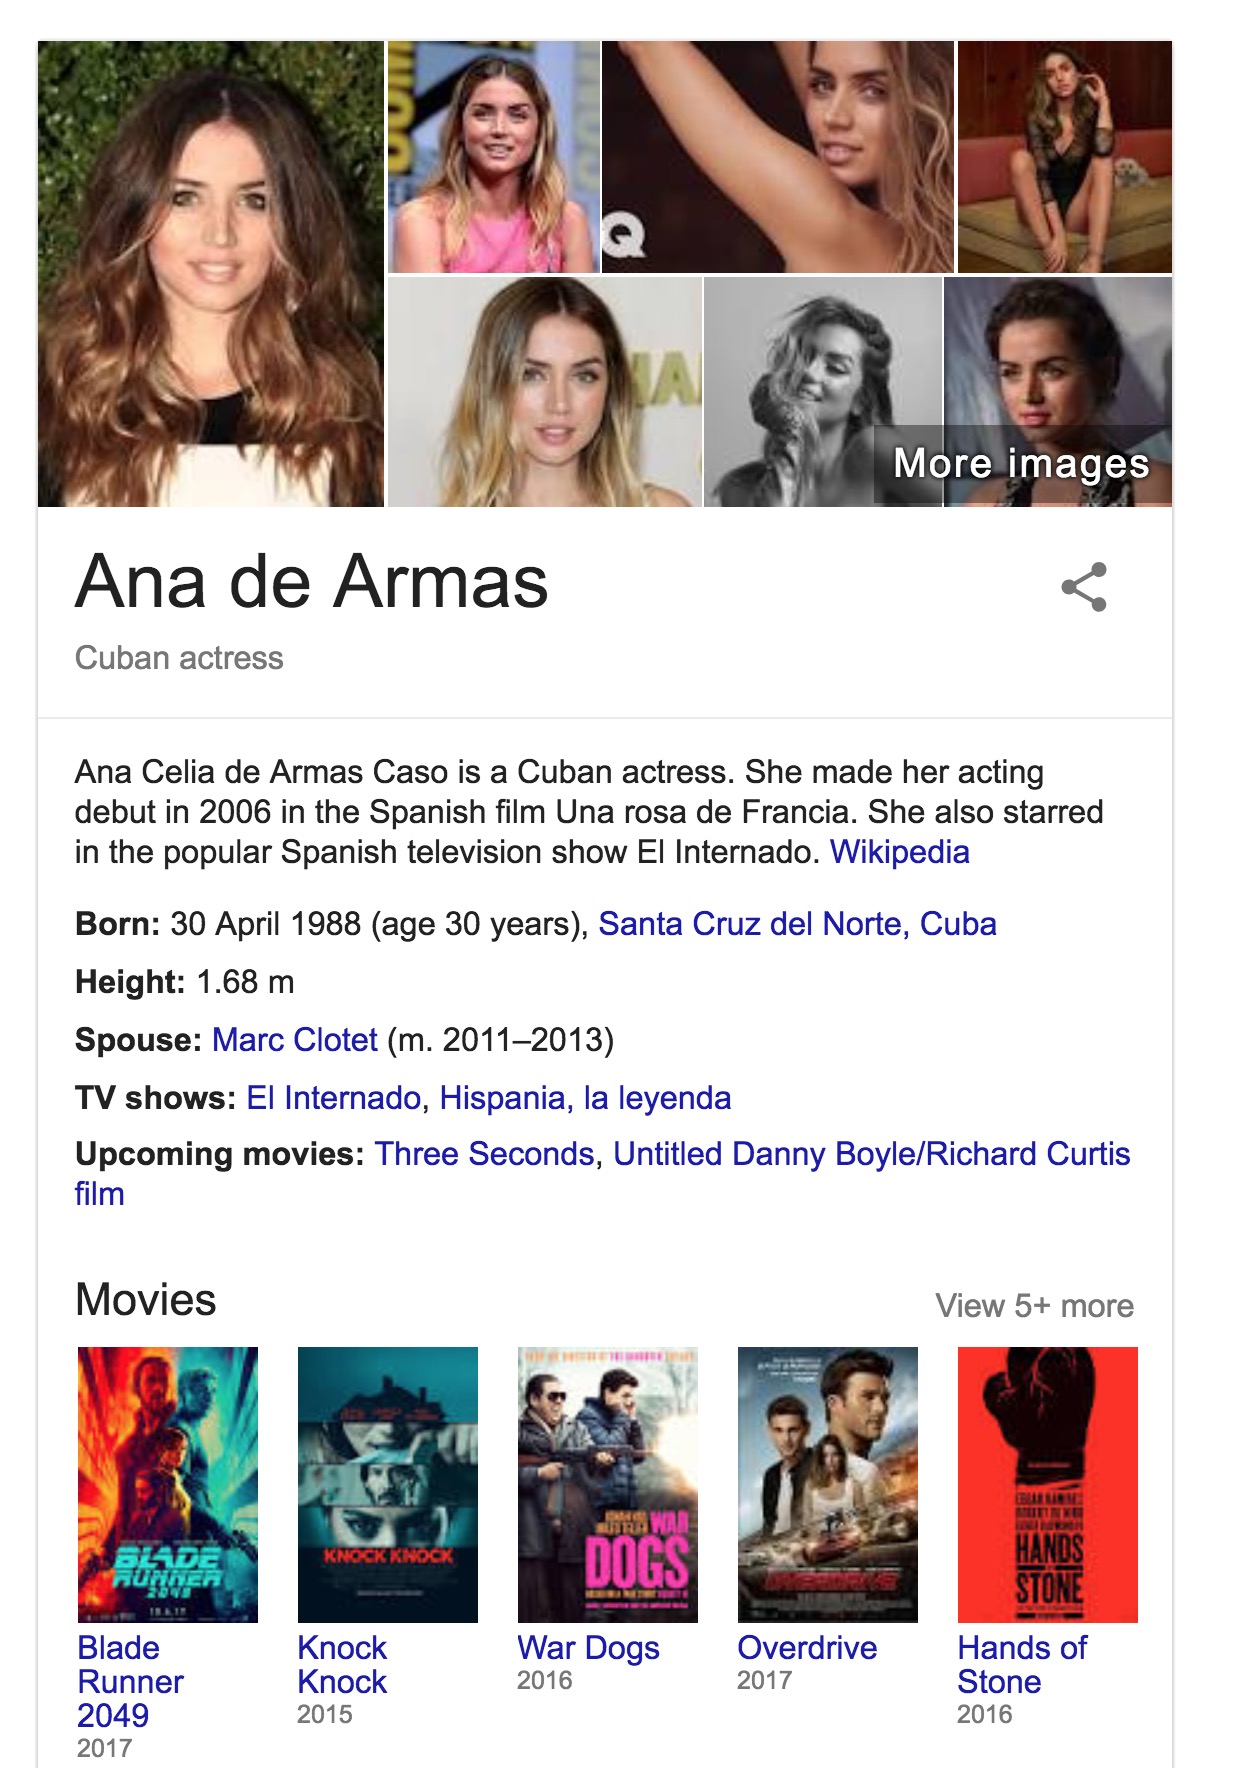 Q
More images
Ana de Armas
Cuban actress
Ana Celia de Armas Caso is a Cuban actress. She made her acting
debut in 2006 in the Spanish film Una rosa de Francia. She also starred
in the popular Spanish television show El Internado. Wikipedia
Born: 30 April 1988 (age 30 years), Santa Cruz del Norte, Cuba
Height: 1.68 m
Spouse: Marc Clotet (m. 2011–2013)
TV shows: El Internado, Hispania, la leyenda
Upcoming movies: Three Seconds, Untitled Danny Boyle/Richard Curtis
film
Movies
View 5+ more
BLADE
RUNNER
2049
KNOCK KNOCK
WAR
DOGS
HANDS
STONE
Blade
Runner
2049
2017
Knock
Knock
2015
War Dogs
2016
Overdrive
2017
Hands of
Stone
2016